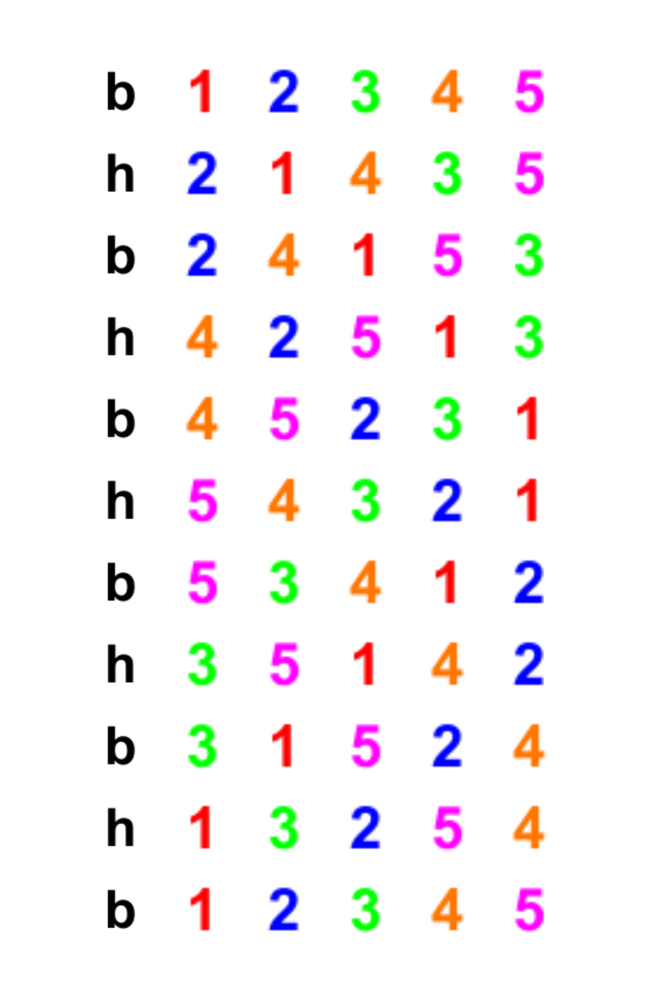 b 1 2 3 4 5
h 2 1 4 3 5
b 2 4 1 5 3
h 4 2 5 1 3
b 4 5 2 3 1
h 5 4 3 2 1
b 5 3 4 1 2
h 3 5 1 4 2
b 3 1 5 2 4
h 1 3 2 5 4
b 1 2 3 4 5